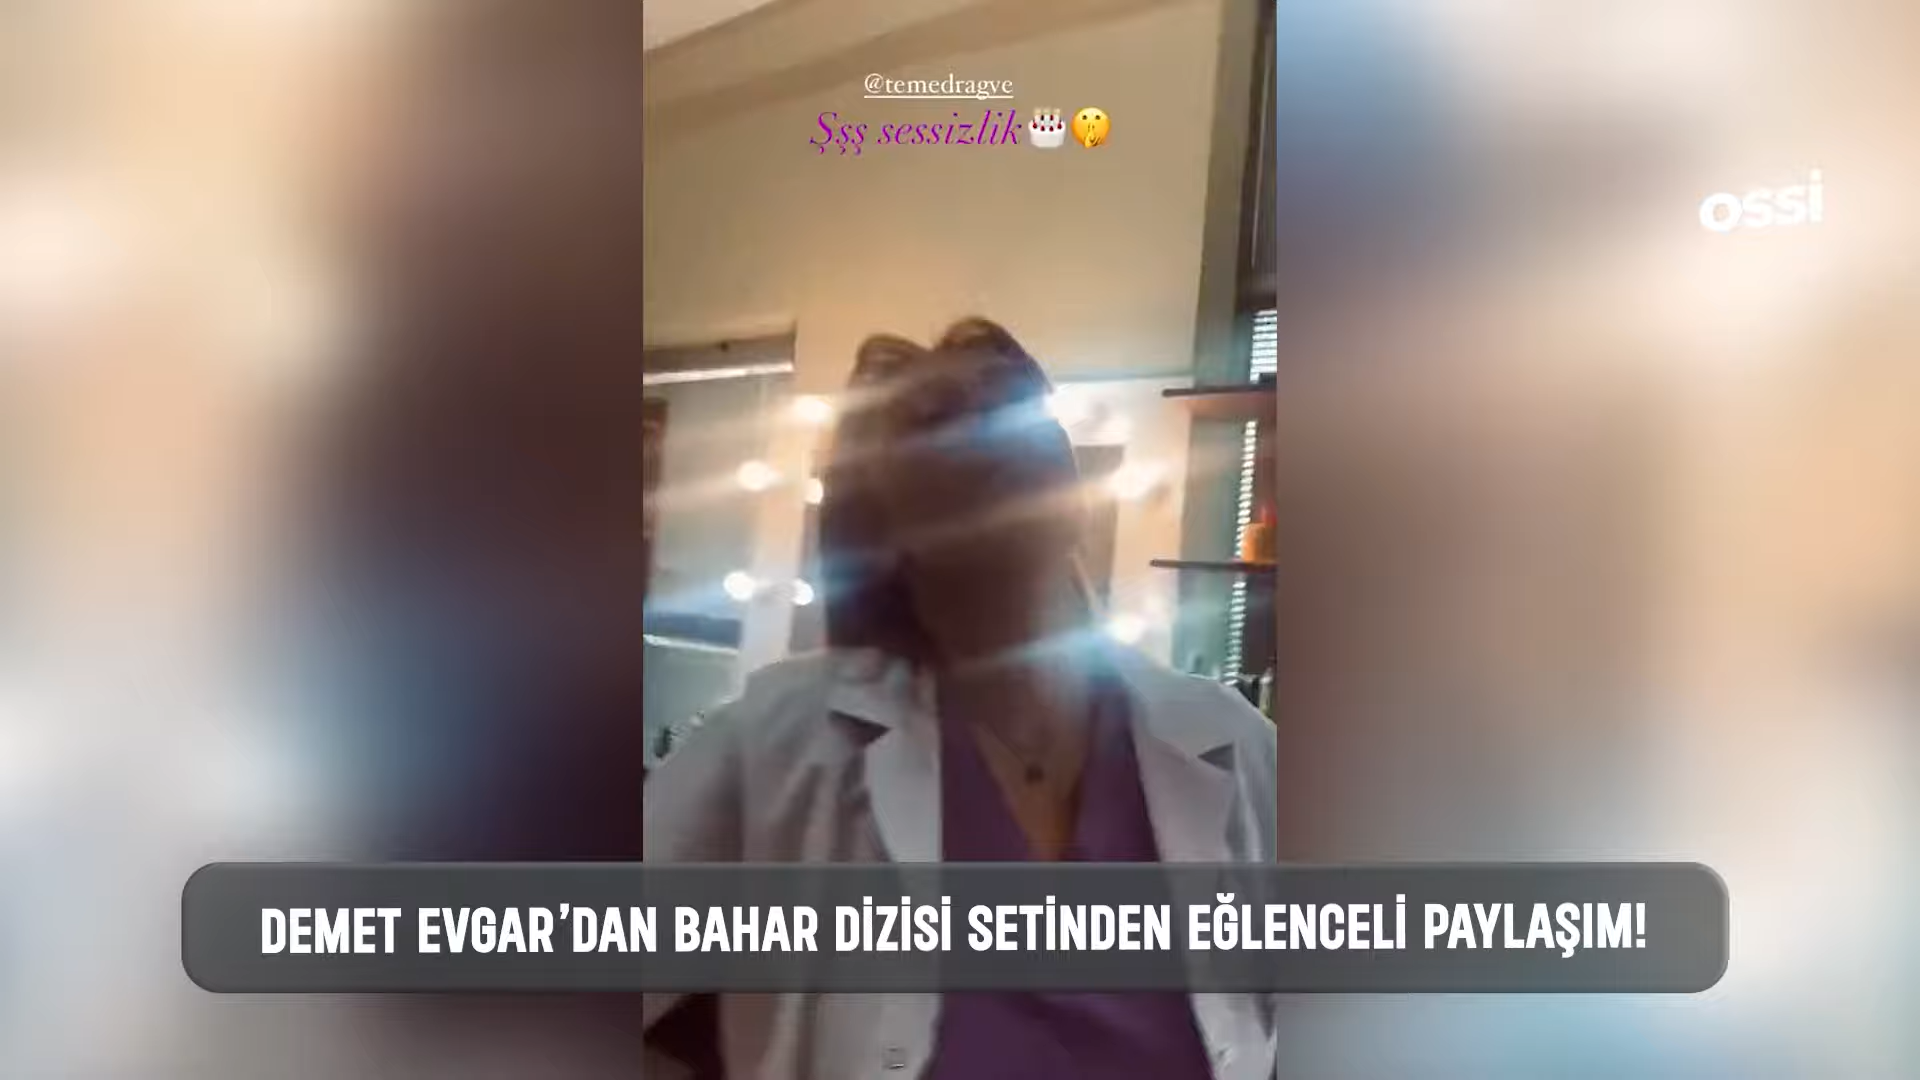 @temedragve
Şşş sessizlik🎂🤫
ossi
DEMET EVGAR’DAN BAHAR DİZİSİ SETİNDEN EĞLENCELİ PAYLAŞIM!